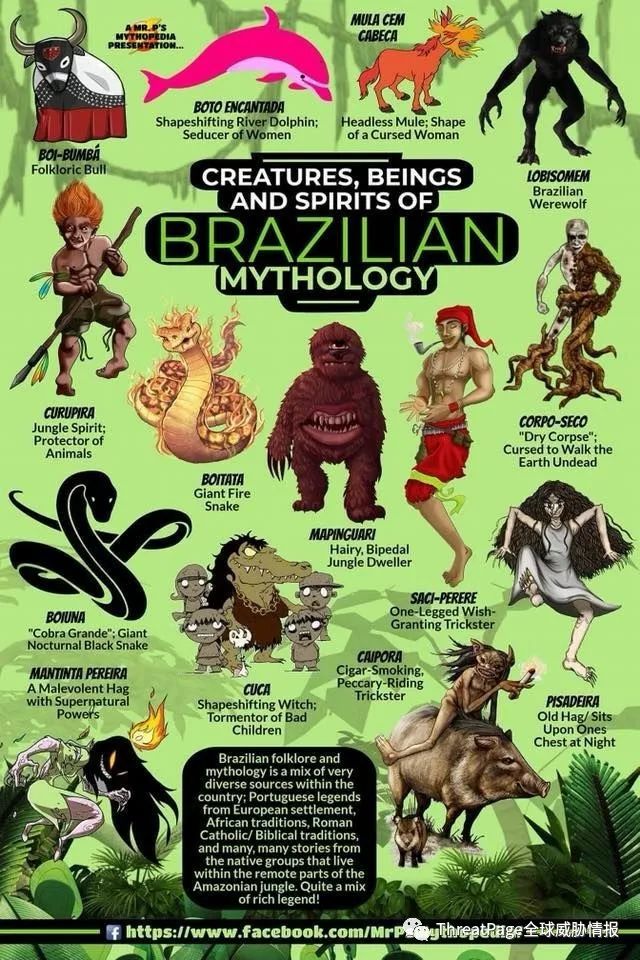 A MR. P'S
MYTHOPEDIA
PRESENTATION...
BOI-BUMBÁ
Folkloric Bull
BOTO ENCANTADA
Shapeshifting River Dolphin;
Seducer of Women
MULA CEM
CABECA
Headless Mule; Shape
of a Cursed Woman
LOBISOMEM
Brazilian
Werewolf
CREATURES, BEINGS
AND SPIRITS OF
BRAZILIAN
MYTHOLOGY
CURUPIRA
Jungle Spirit;
Protector of
Animals
BOITATA
Giant Fire
Snake
MAPINGUARI
Hairy, Bipedal
Jungle Dweller
SACI-PERERE
One-Legged Wish-
Granting Trickster
CORPO-SECO
"Dry Corpse";
Cursed to Walk the
Earth Undead
BOIUNA
"Cobra Grande"; Giant
Nocturnal Black Snake
MANTINTA PEREIRA
A Malevolent Hag
with Supernatural
Powers
CUCA
Shapeshifting Witch;
Tormentor of Bad
Children
CAIPORA
Cigar-Smoking,
Peccary-Riding
Trickster
PISADEIRA
Old Hag/ Sits
Upon Ones
Chest at Night
Brazilian folklore and
mythology is a mix of very
diverse sources within the
country; Portuguese legends
from European settlement,
African traditions, Roman
Catholic/ Biblical traditions,
and many, many stories from
the native groups that live
within the remote parts of the
Amazonian jungle. Quite a mix
of rich legend!
f https://www.facebook.com/
ThreatPage全球威胁情报